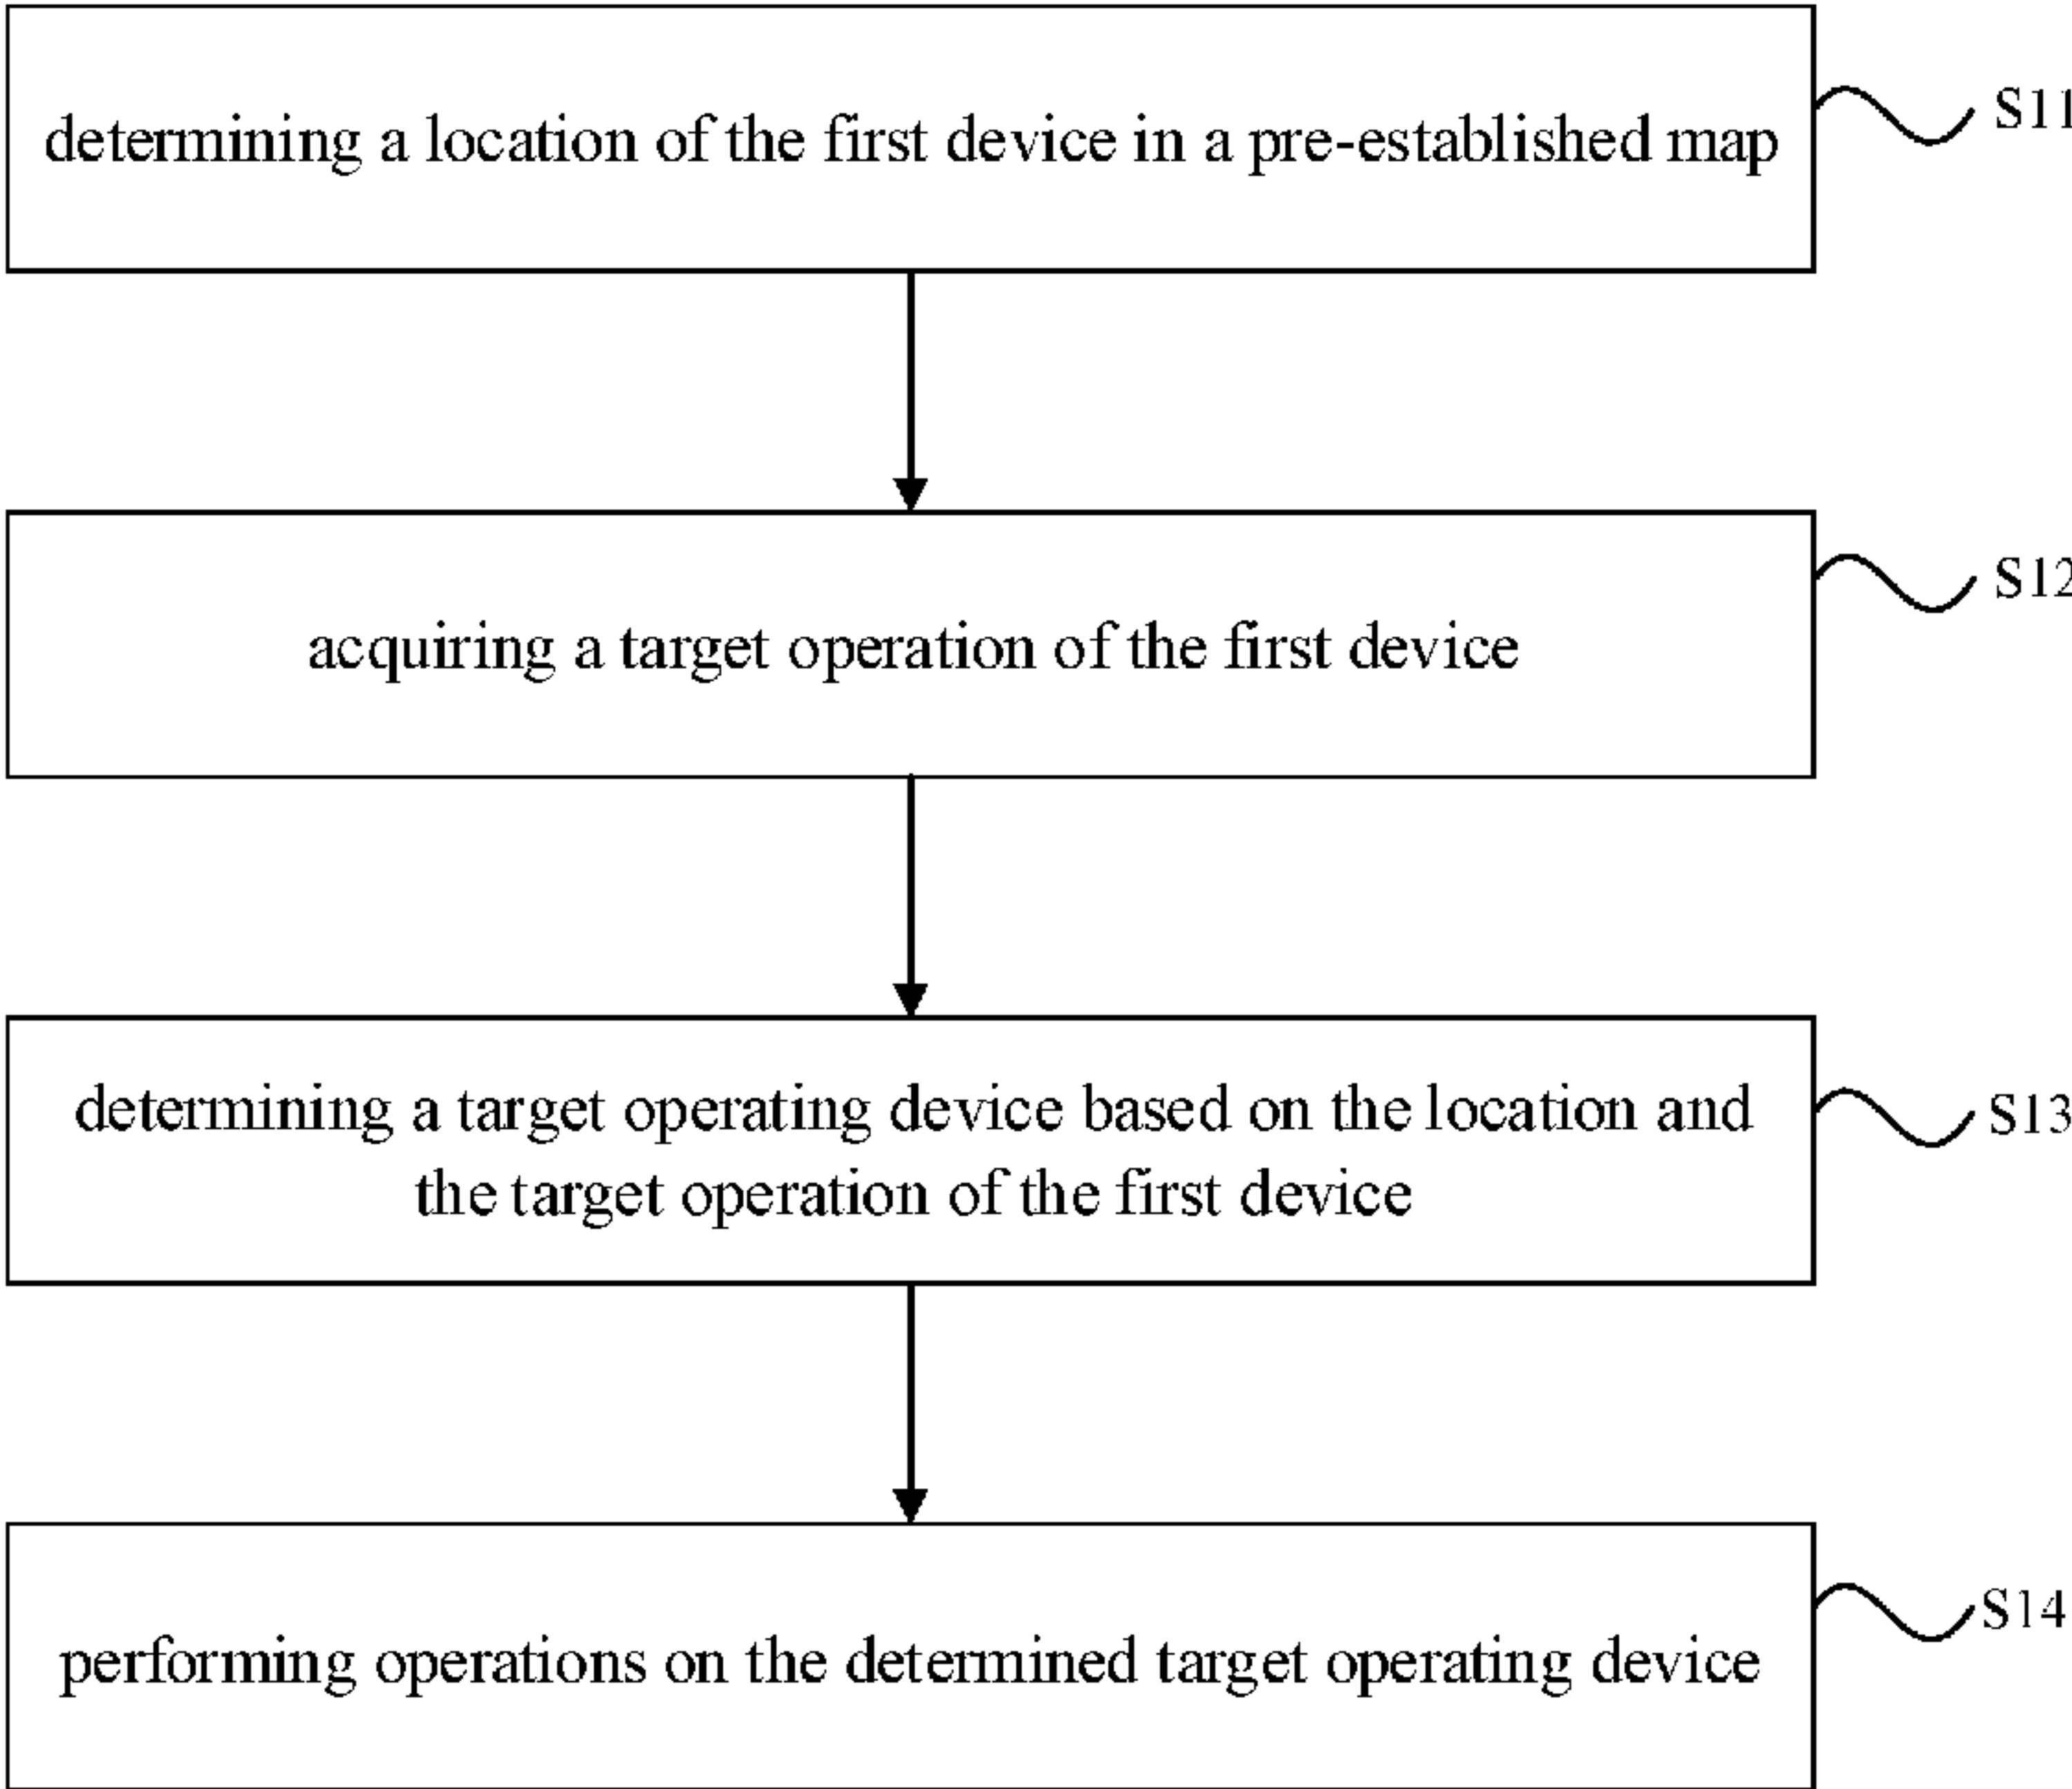 determining a location of the first device in a pre-established map
S11
acquiring a target operation of the first device
S12
determining a target operating device based on the location and
the target operation of the first device
S13
performing operations on the determined target operating device
S14